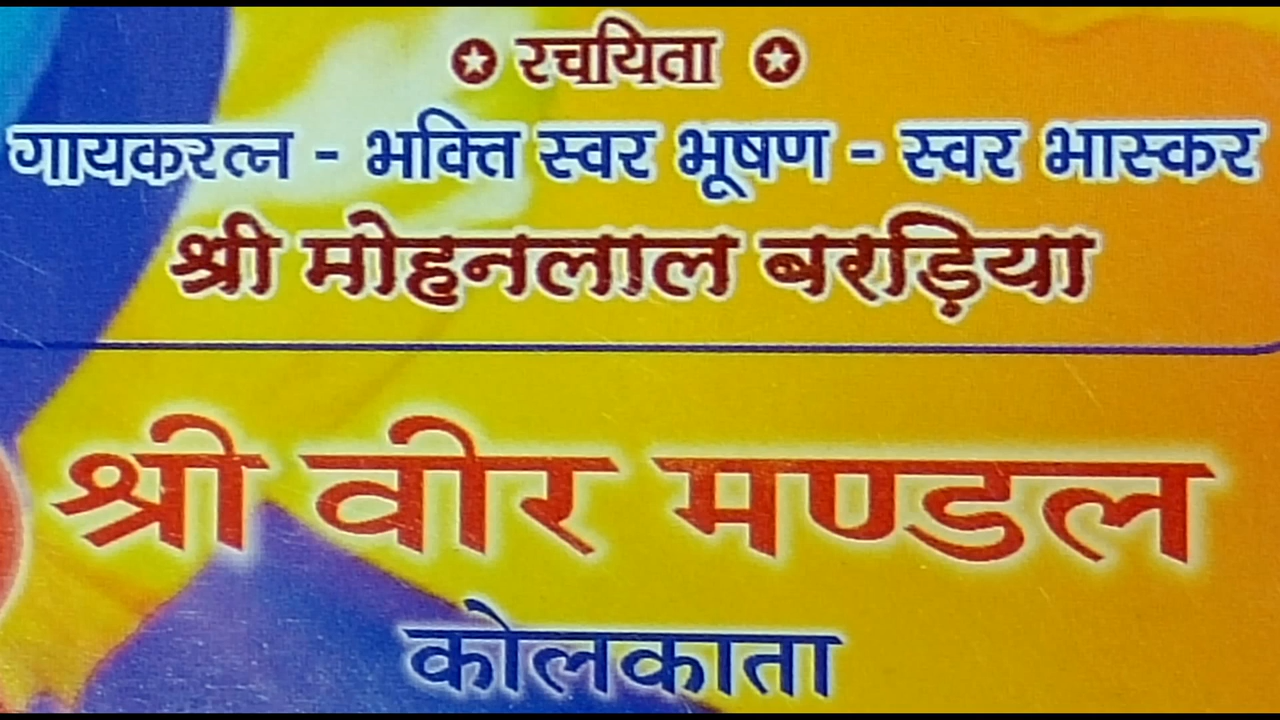 रचयिता
गायकरत्न - भक्ति स्वर भूषण - स्वर भास्कर
श्री मोहनलाल बरड़िया
श्री वीर मण्डल
कोलकाता